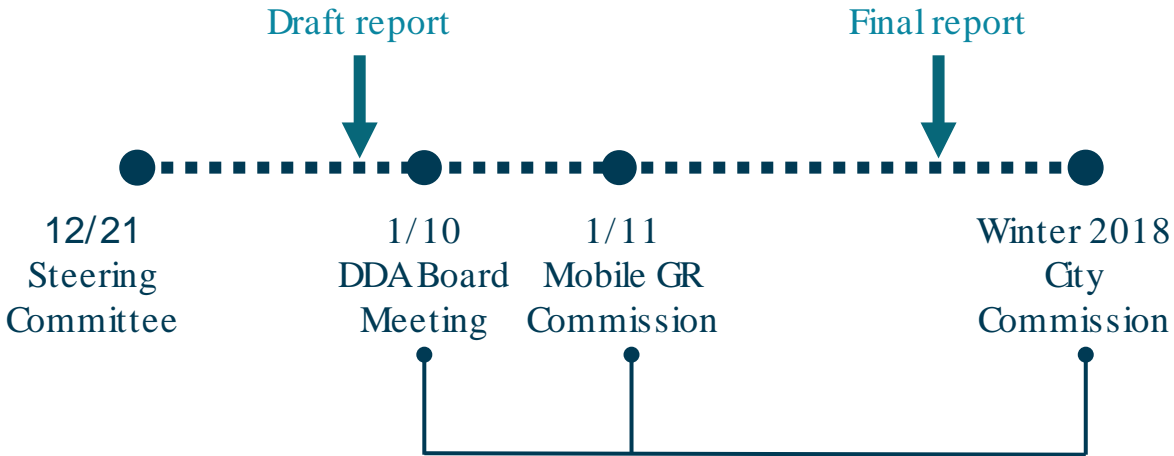 Draft report
Final report
12/21
Steering
Committee
1/10
DDA Board
Meeting
1/11
Mobile GR
Commission
Winter 2018
City
Commission